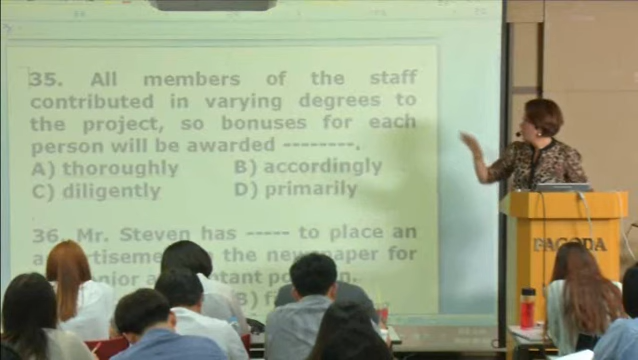 35. All members of the staff
contributed in varying degrees to
the project, so bonuses for each
person will be awarded --------.
A) thoroughly B) accordingly
C) diligently D) primarily
36. Mr. Steven has ----- to place an
the newspaper for
B)
PAGODA